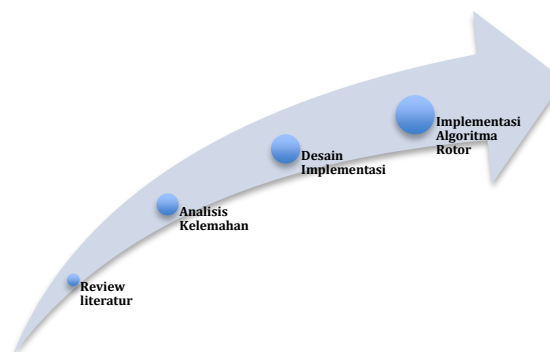 Review
literatur
Analisis
Kelemahan
Desain
Implementasi
Implementasi
Algoritma
Rotor